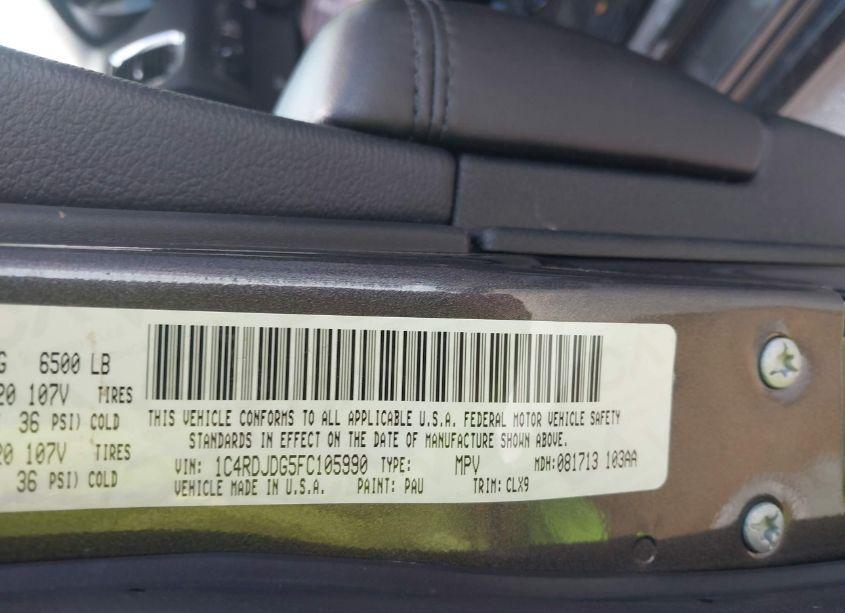 G 6500 LB
20 107V TIRES
36 PSI) COLD
20 107V TIRES
36 PSI) COLD
THIS VEHICLE CONFORMS TO ALL APPLICABLE U.S.A. FEDERAL MOTOR VEHICLE SAFETY
STANDARDS IN EFFECT ON THE DATE OF MANUFACTURE SHOWN ABOVE.
VIN: 1C4RDJDG5FC105990 TYPE: MPV MDH: 081713 103AA
VEHICLE MADE IN U.S.A. PAINT: PAU TRIM: CLX9